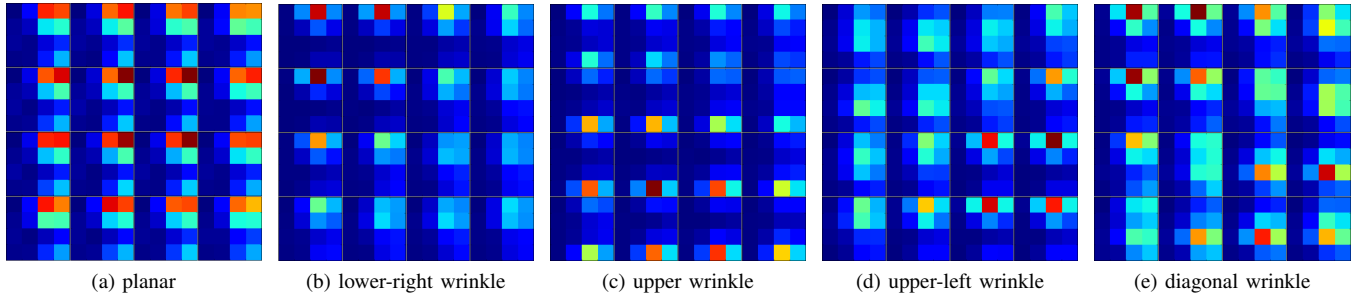 (a) planar
(b) lower-right wrinkle
(c) upper wrinkle
(d) upper-left wrinkle
(e) diagonal wrinkle